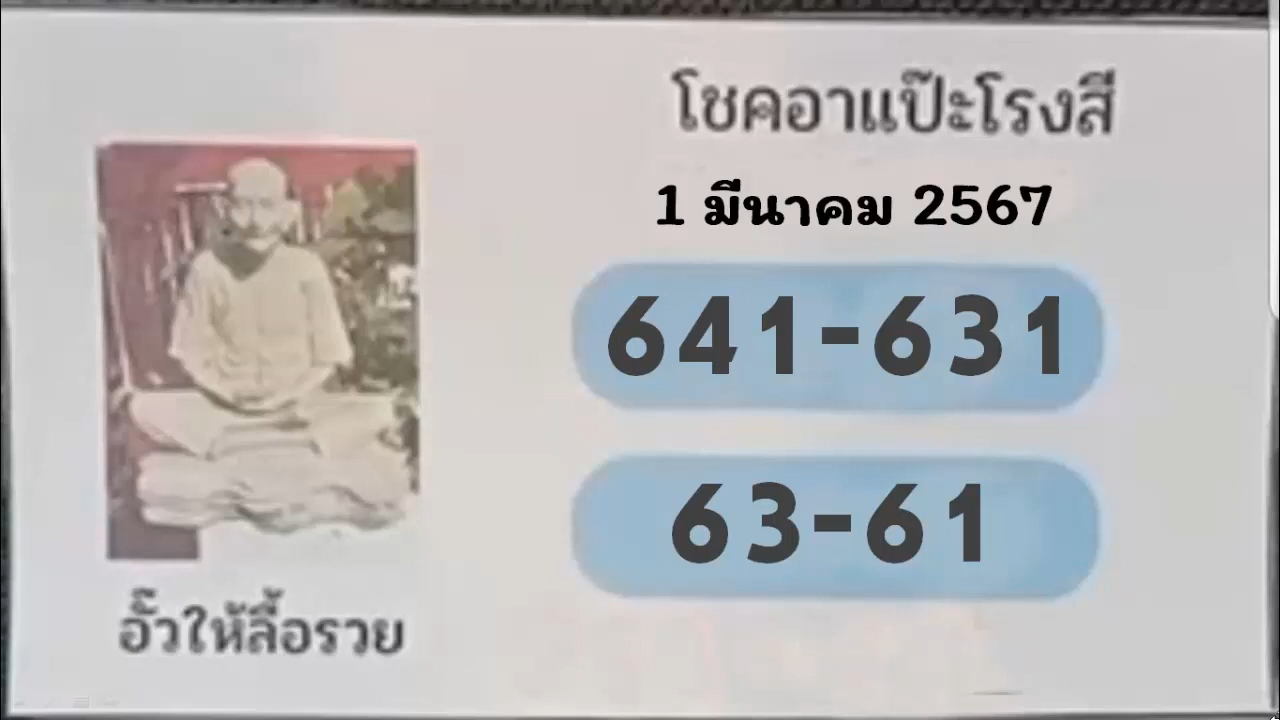 โชคอาแป๊ะโรงสี
1 มีนาคม 2567
641-631
63-61
อั๊วให้ลื้อรวย